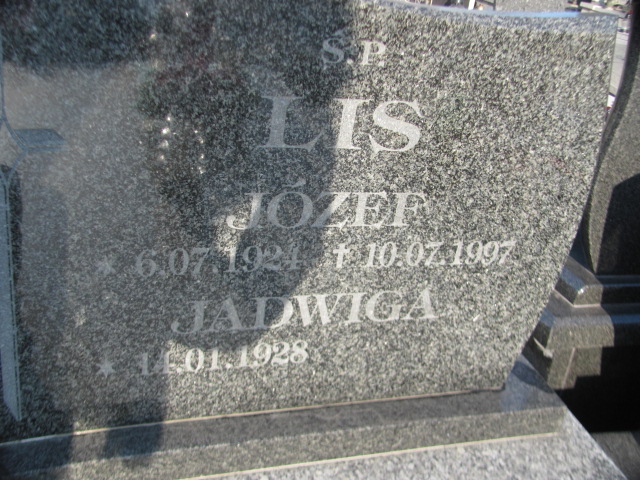 Ś.P.
LIS
JÓZEF
* 6.07.1924 † 10.07.1997
JADWIGA
* 14.01.1928